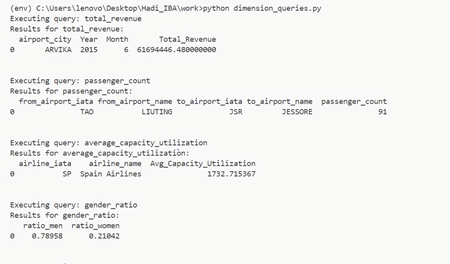 (env) C:\Users\lenovo\Desktop\Hadi_IBA\work>python dimension_queries.py
Executing query: total_revenue
Results for total_revenue:
airport_city Year Month Total_Revenue
0 ARVIKA 2015 6 61694446.480000000
Executing query: passenger_count
Results for passenger_count:
from_airport_iata from_airport_name to_airport_iata to_airport_name passenger_count
0 TAO LIUTING JSR JESSORE 91
Executing query: average_capacity_utilization
Results for average_capacity_utilization:
airline_iata airline_name Avg_Capacity_Utilization
0 SP Spain Airlines 1732.715367
Executing query: gender_ratio
Results for gender_ratio:
ratio_men ratio_women
0 0.78958 0.21042